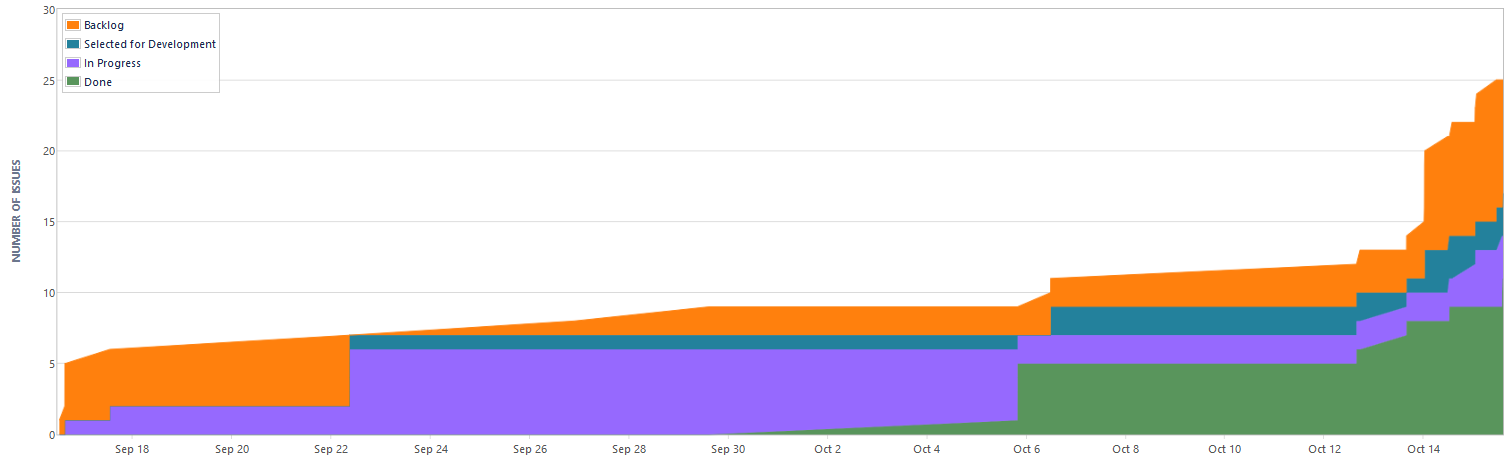 30
Backlog
Selected for Development
In Progress
Done
25
20
15
10
5
0
NUMBER OF ISSUES
Sep 18 Sep 20 Sep 22 Sep 24 Sep 26 Sep 28 Sep 30 Oct 2 Oct 4 Oct 6 Oct 8 Oct 10 Oct 12 Oct 14